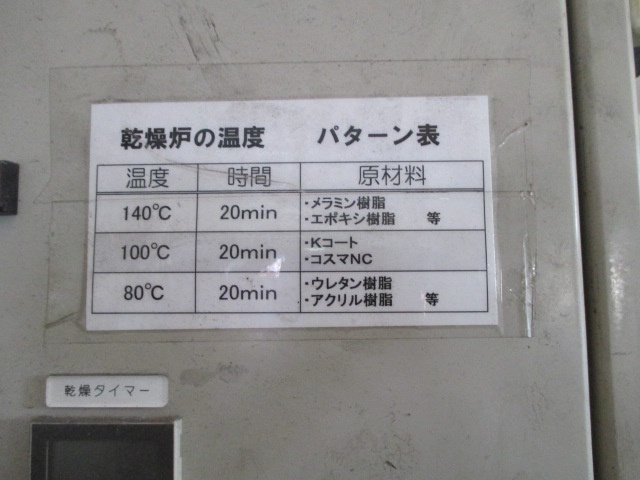 乾燥炉の温度　パターン表
温度　時間　原材料
140℃　20min　・メラミン樹脂
・エポキシ樹脂　等
100℃　20min　・Kコート
・コスマNC
80℃　20min　・ウレタン樹脂
・アクリル樹脂　等
乾燥タイマー